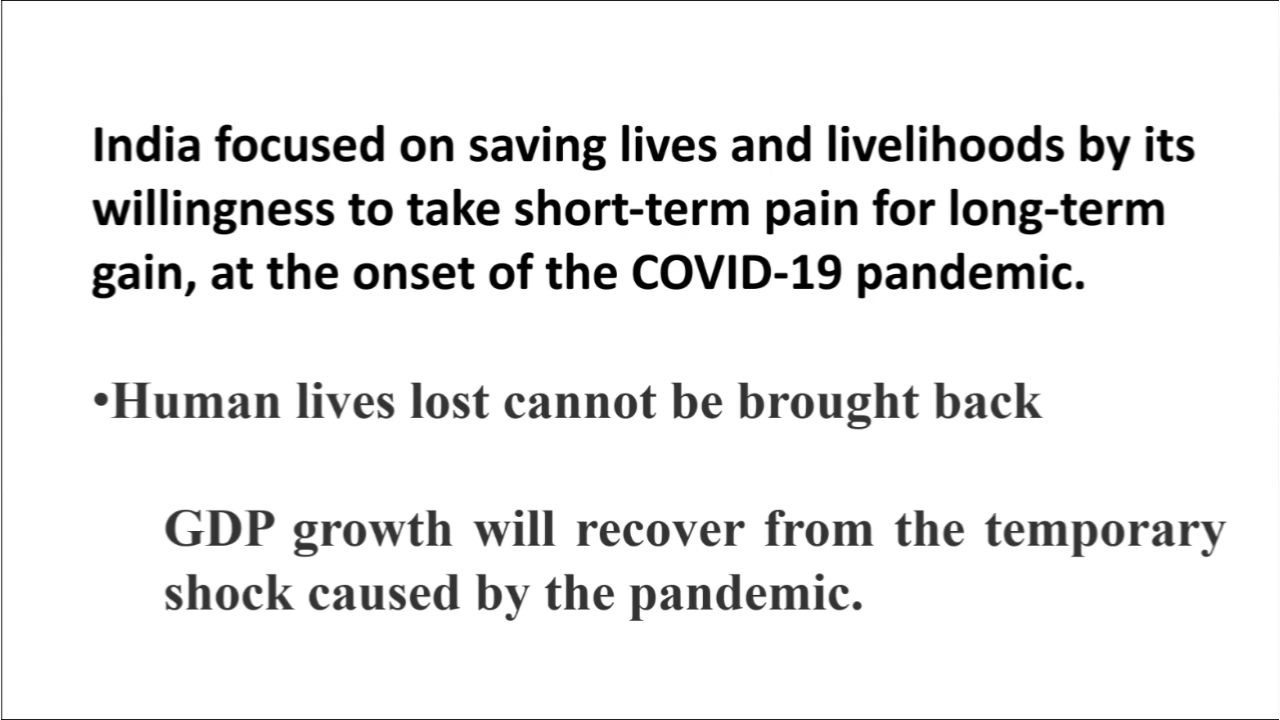 India focused on saving lives and livelihoods by its
willingness to take short-term pain for long-term
gain, at the onset of the COVID-19 pandemic.
•Human lives lost cannot be brought back
GDP growth will recover from the temporary
shock caused by the pandemic.